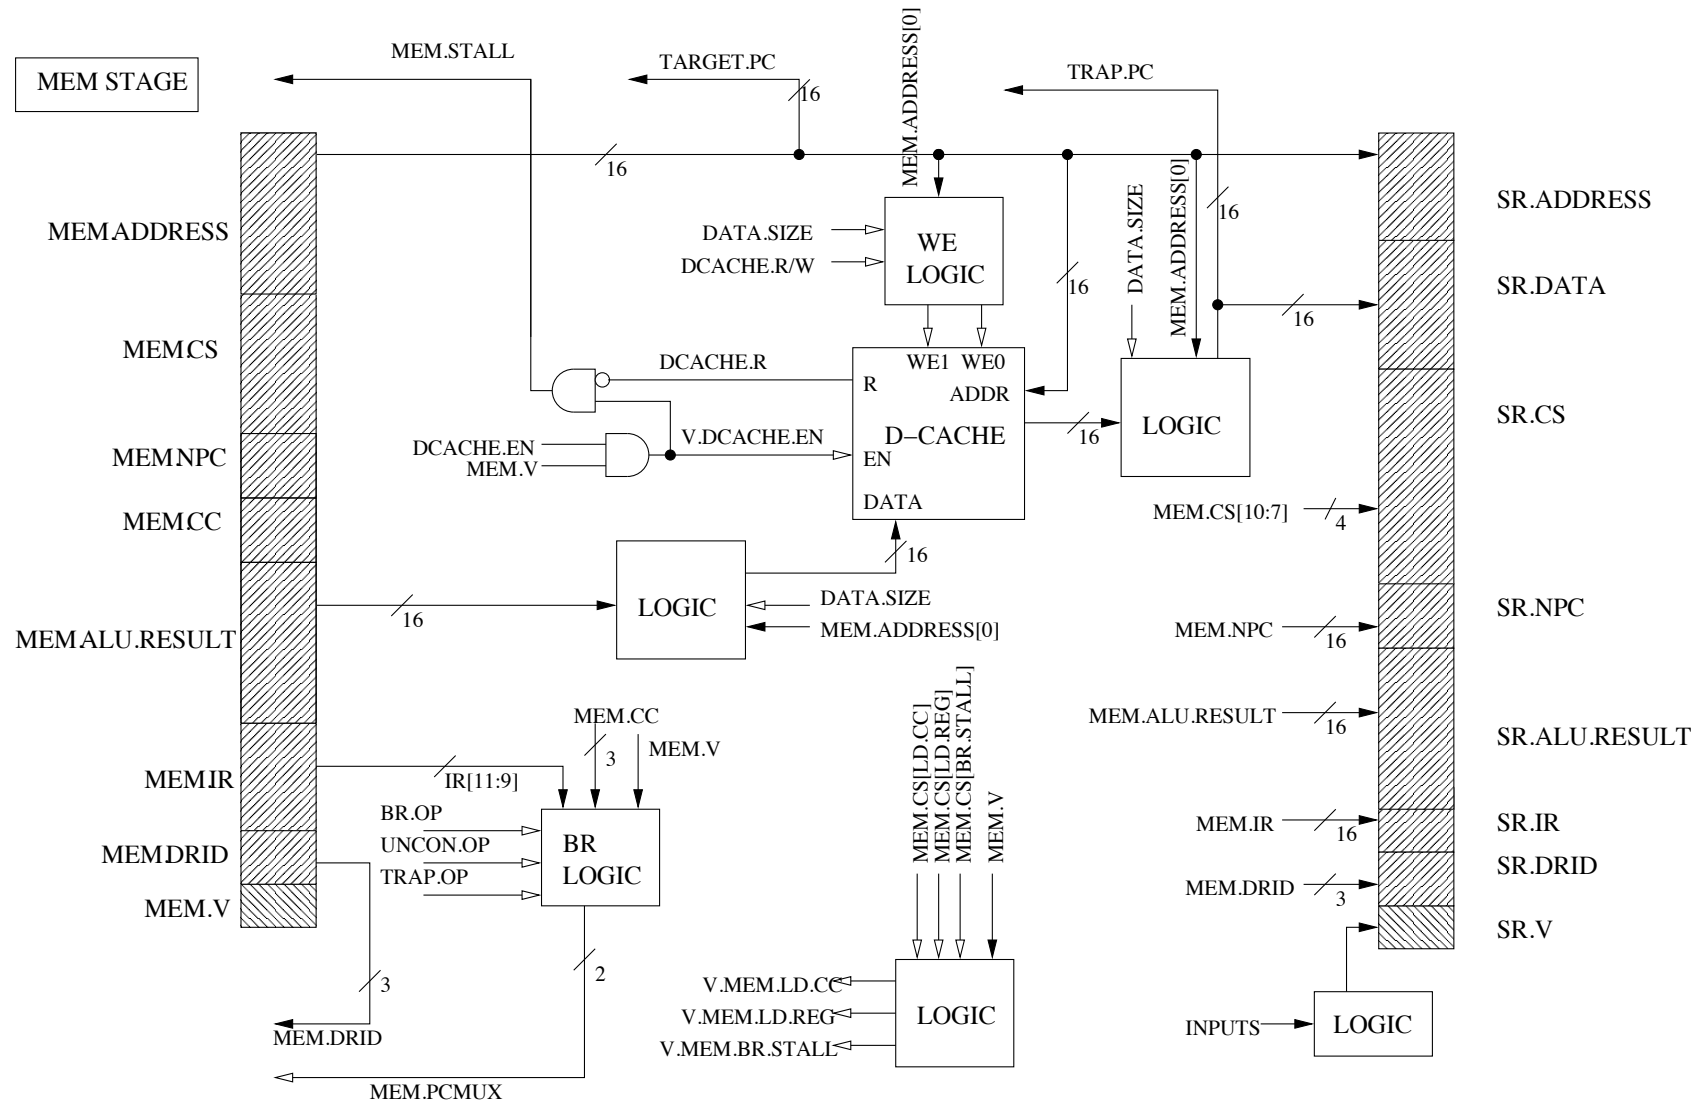 MEM STAGE
MEM.STALL
TARGET.PC
16
MEM.ADDRESS[0]
TRAP.PC
16
16
MEM.ADDRESS
MEM.CS
MEM.NPC
MEM.CC
MEM.ALU.RESULT
MEM.IR
MEM.DRID
MEM.V
DATA.SIZE
DCACHE.R/W
WE
LOGIC
16
DATA.SIZE
MEM.ADDRESS[0]
16
SR.ADDRESS
SR.DATA
SR.CS
SR.NPC
SR.ALU.RESULT
SR.IR
SR.DRID
SR.V
DCACHE.R
WE1
WE0
R
ADDR
D-CACHE
EN
DATA
16
LOGIC
DCACHE.EN
MEM.V
V.DCACHE.EN
MEM.CS[10:7]
4
16
16
LOGIC
DATA.SIZE
MEM.ADDRESS[0]
MEM.NPC
16
MEM.ALU.RESULT
16
MEM.IR
16
MEM.DRID
3
MEM.CC
3
MEM.V
IR[11:9]
BR.OP
UNCON.OP
TRAP.OP
BR
LOGIC
2
3
MEM.DRID
MEM.PCMUX
MEM.CS[LD.CC]
MEM.CS[LD.REG]
MEM.CS[BR.STALL]
MEM.V
V.MEM.LD.CC
V.MEM.LD.REG
V.MEM.BR.STALL
LOGIC
INPUTS
LOGIC